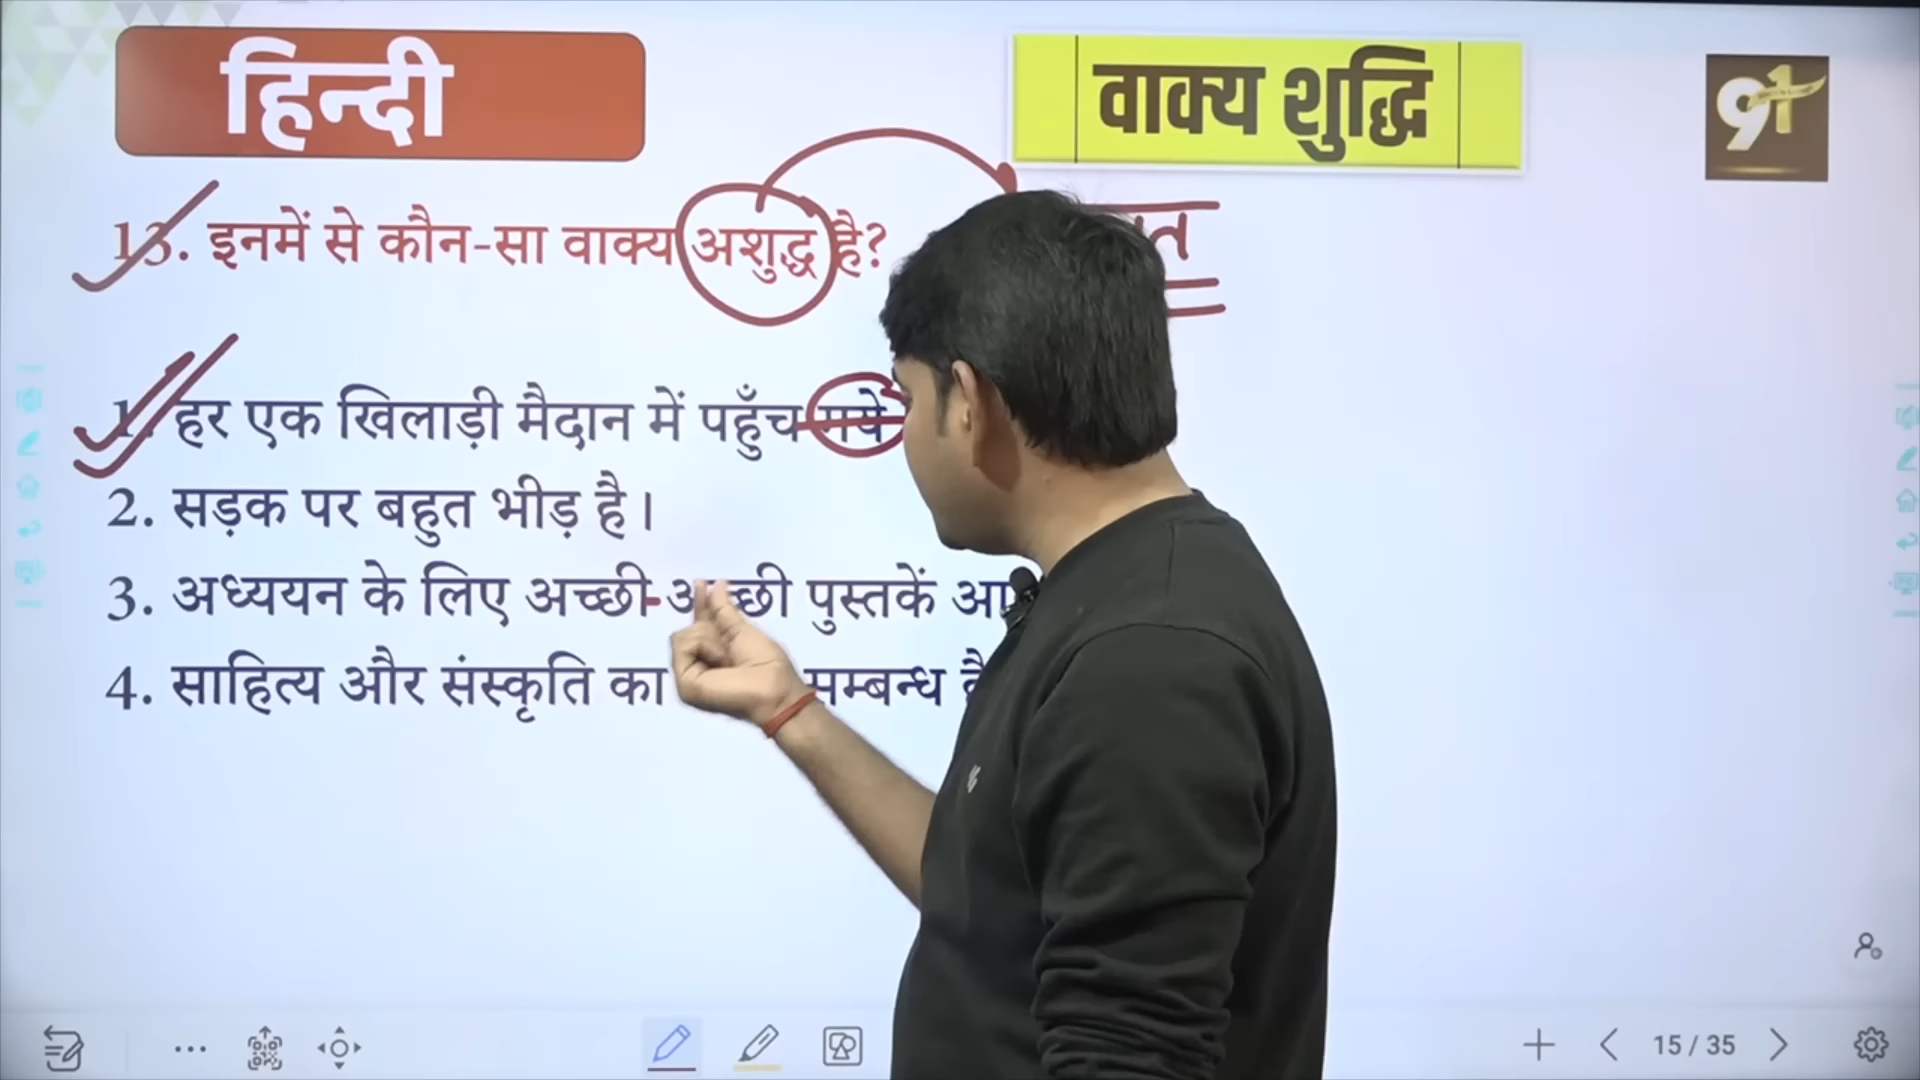 हिन्दी
वाक्य शुद्धि
91
13. इनमें से कौन-सा वाक्य अशुद्ध है?
1. हर एक खिलाड़ी मैदान में पहुँच गये
2. सड़क पर बहुत भीड़ है।
3. अध्ययन के लिए अच्छी-अच्छी पुस्तकें
4. साहित्य और संस्कृति का सम्बन्ध
15 / 35